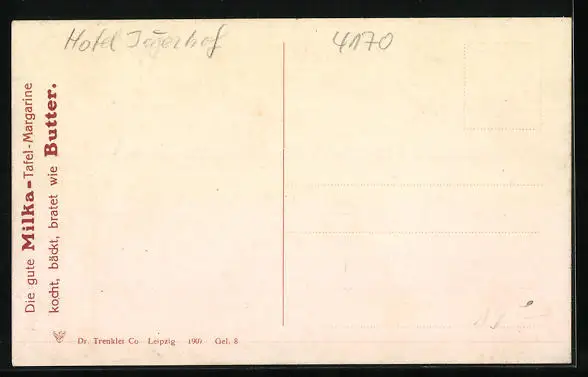 Hotel Jägerhof
4170
Die gute Milka-Tafel-Margarine
kocht, bäckt, bratet wie Butter.
Dr. Trenkler Co. Leipzig Gel. 8